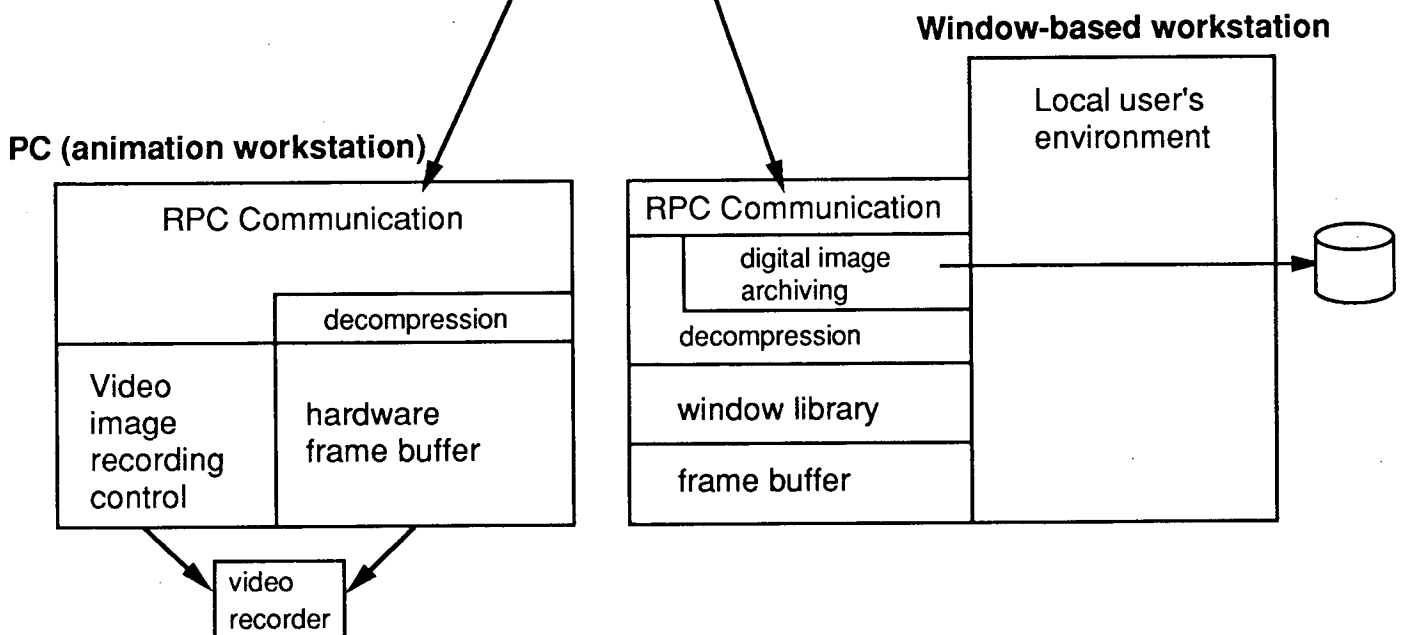 Window-based workstation
Local user's
environment
PC (animation workstation)
RPC Communication
decompression
Video
image
recording
control
hardware
frame buffer
video
recorder
RPC Communication
digital image
archiving
decompression
window library
frame buffer